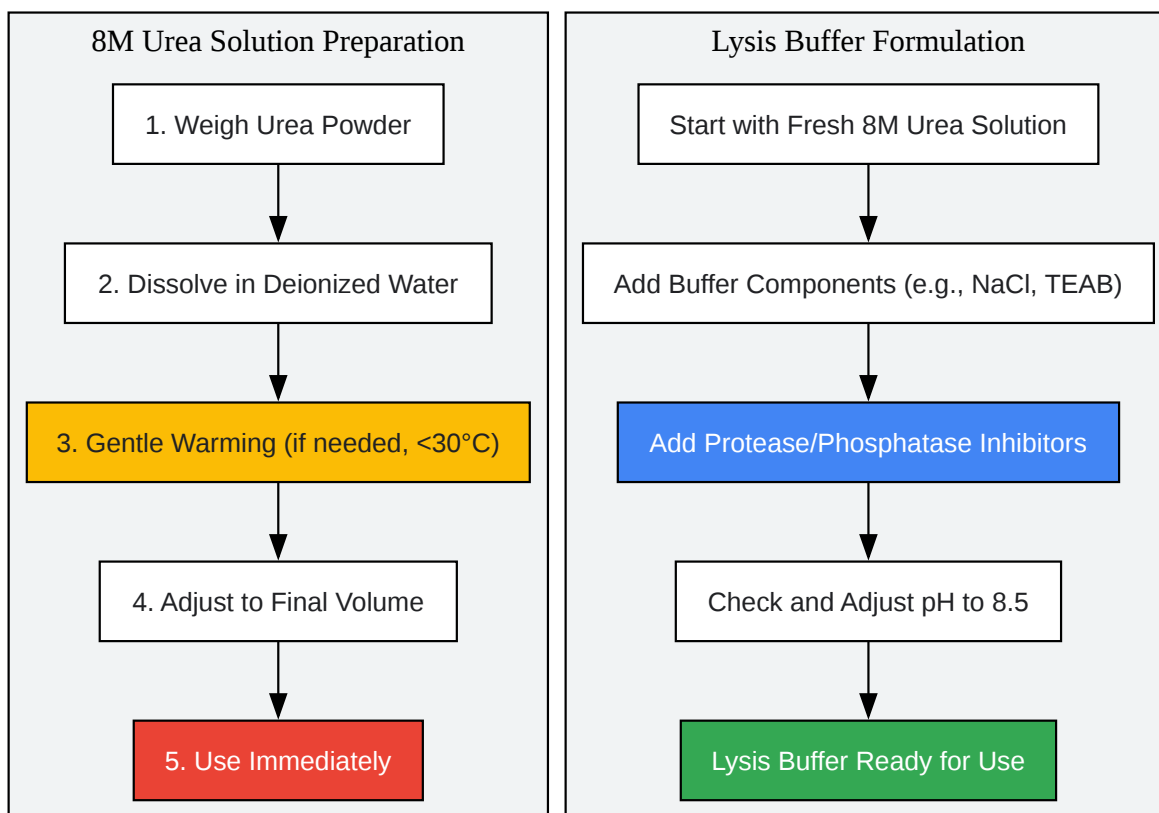 8M Urea Solution Preparation
1. Weigh Urea Powder
2. Dissolve in Deionized Water
3. Gentle Warming (if needed, <30°C)
4. Adjust to Final Volume
5. Use Immediately
Lysis Buffer Formulation
Start with Fresh 8M Urea Solution
Add Buffer Components (e.g., NaCl, TEAB)
Add Protease/Phosphatase Inhibitors
Check and Adjust pH to 8.5
Lysis Buffer Ready for Use